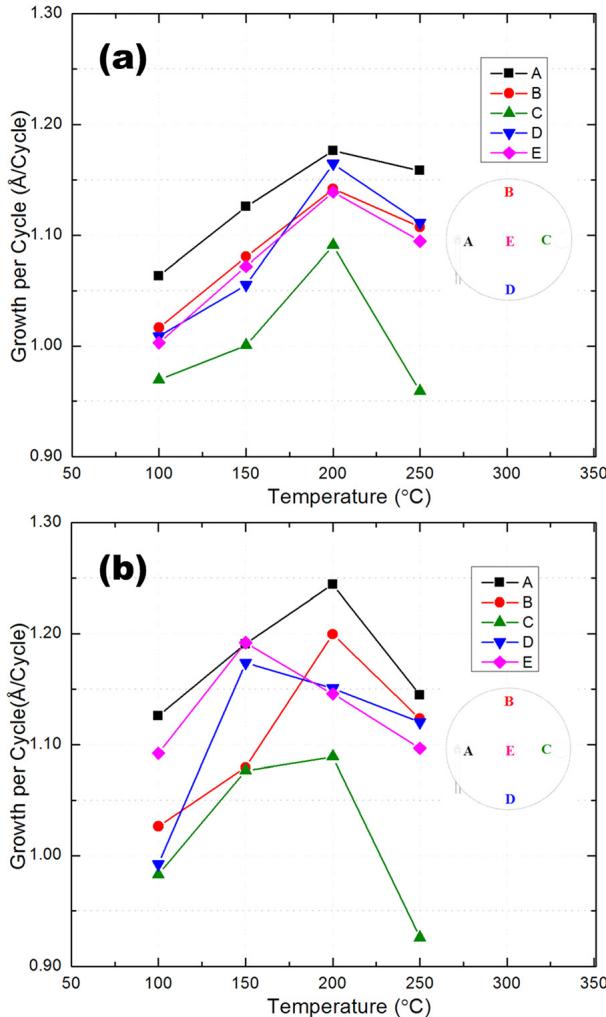 (a)
1.30
1.20
1.10
1.00
0.90
Growth per Cycle (Å/Cycle)
A
B
C
D
E
B
A E C
D
50 100 150 200 250 300 350
Temperature (°C)
(b)
1.30
1.20
1.10
1.00
0.90
Growth per Cycle(Å/Cycle)
A
B
C
D
E
B
A E C
D
50 100 150 200 250 300 350
Temperature (°C)